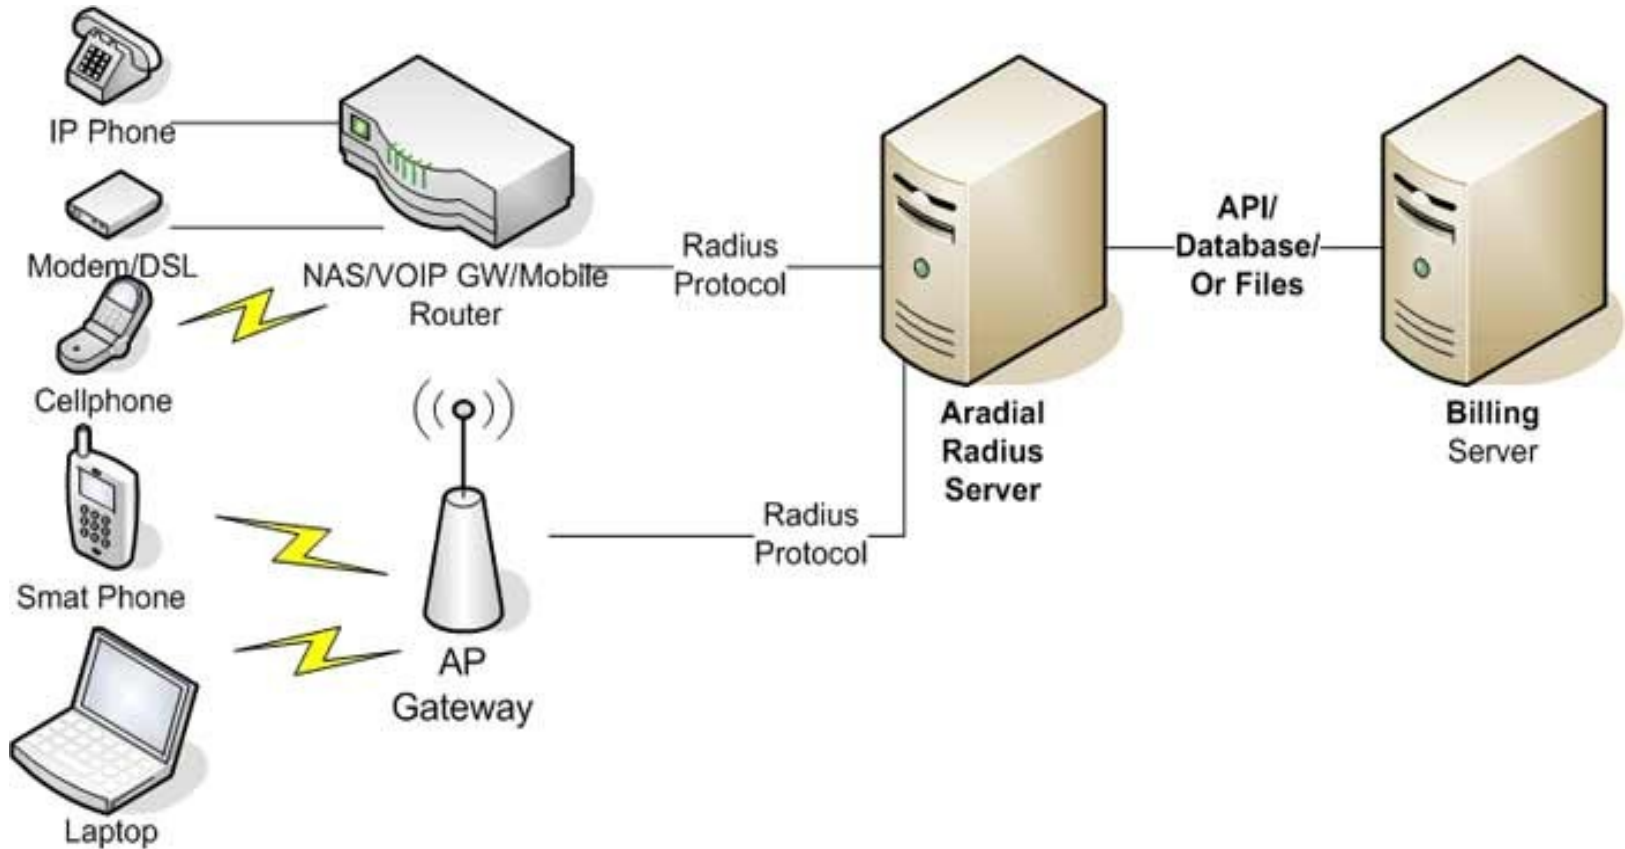 IP Phone
Modem/DSL
Cellphone
Smat Phone
Laptop
NAS/VOIP GW/Mobile
Router
AP
Gateway
Radius
Protocol
Radius
Protocol
Aradial
Radius
Server
API/
Database/
Or Files
Billing
Server